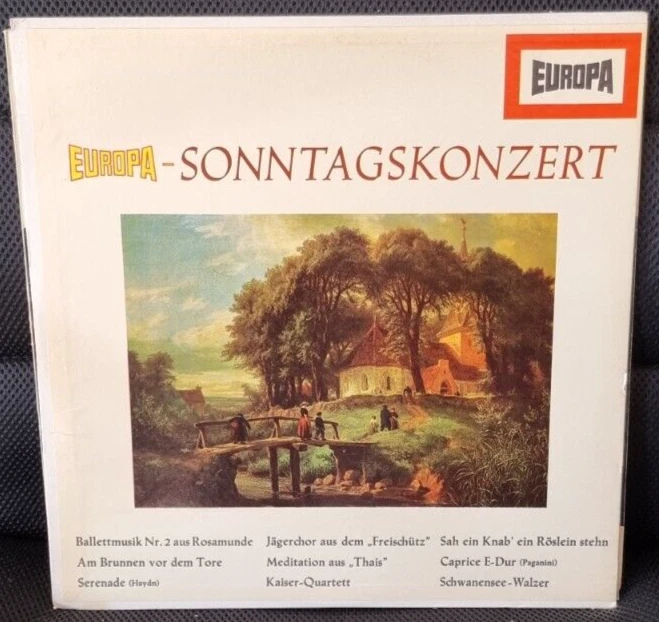 EUROPA
EUROPA-SONNTAGSKONZERT
Ballettmusik Nr. 2 aus Rosamunde
Am Brunnen vor dem Tore
Serenade (Haydn)
Jägerchor aus dem „Freischütz”
Meditation aus „Thais”
Kaiser-Quartett
Sah ein Knab' ein Röslein stehn
Caprice E-Dur (Paganini)
Schwanensee-Walzer